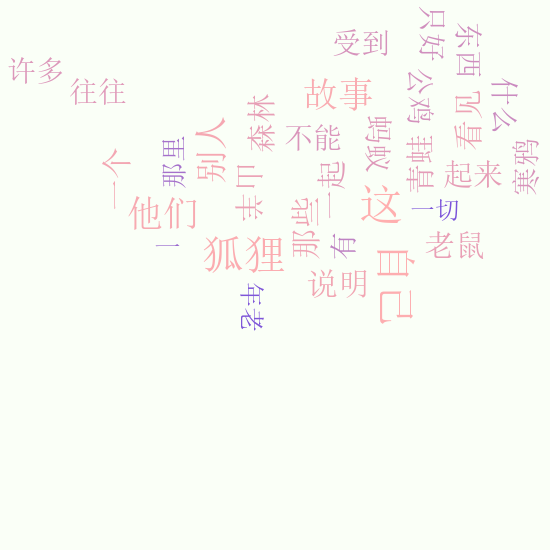 只好
东西
受到
许多
公鸡
往往
故事
什么
看见
森林
蚂蚁
不能
别人
那里
青蛙
寒鸦
一个
一起
起来
那些
这
一切
他们
一
有
老鼠
狐狸
自己
说明
年老